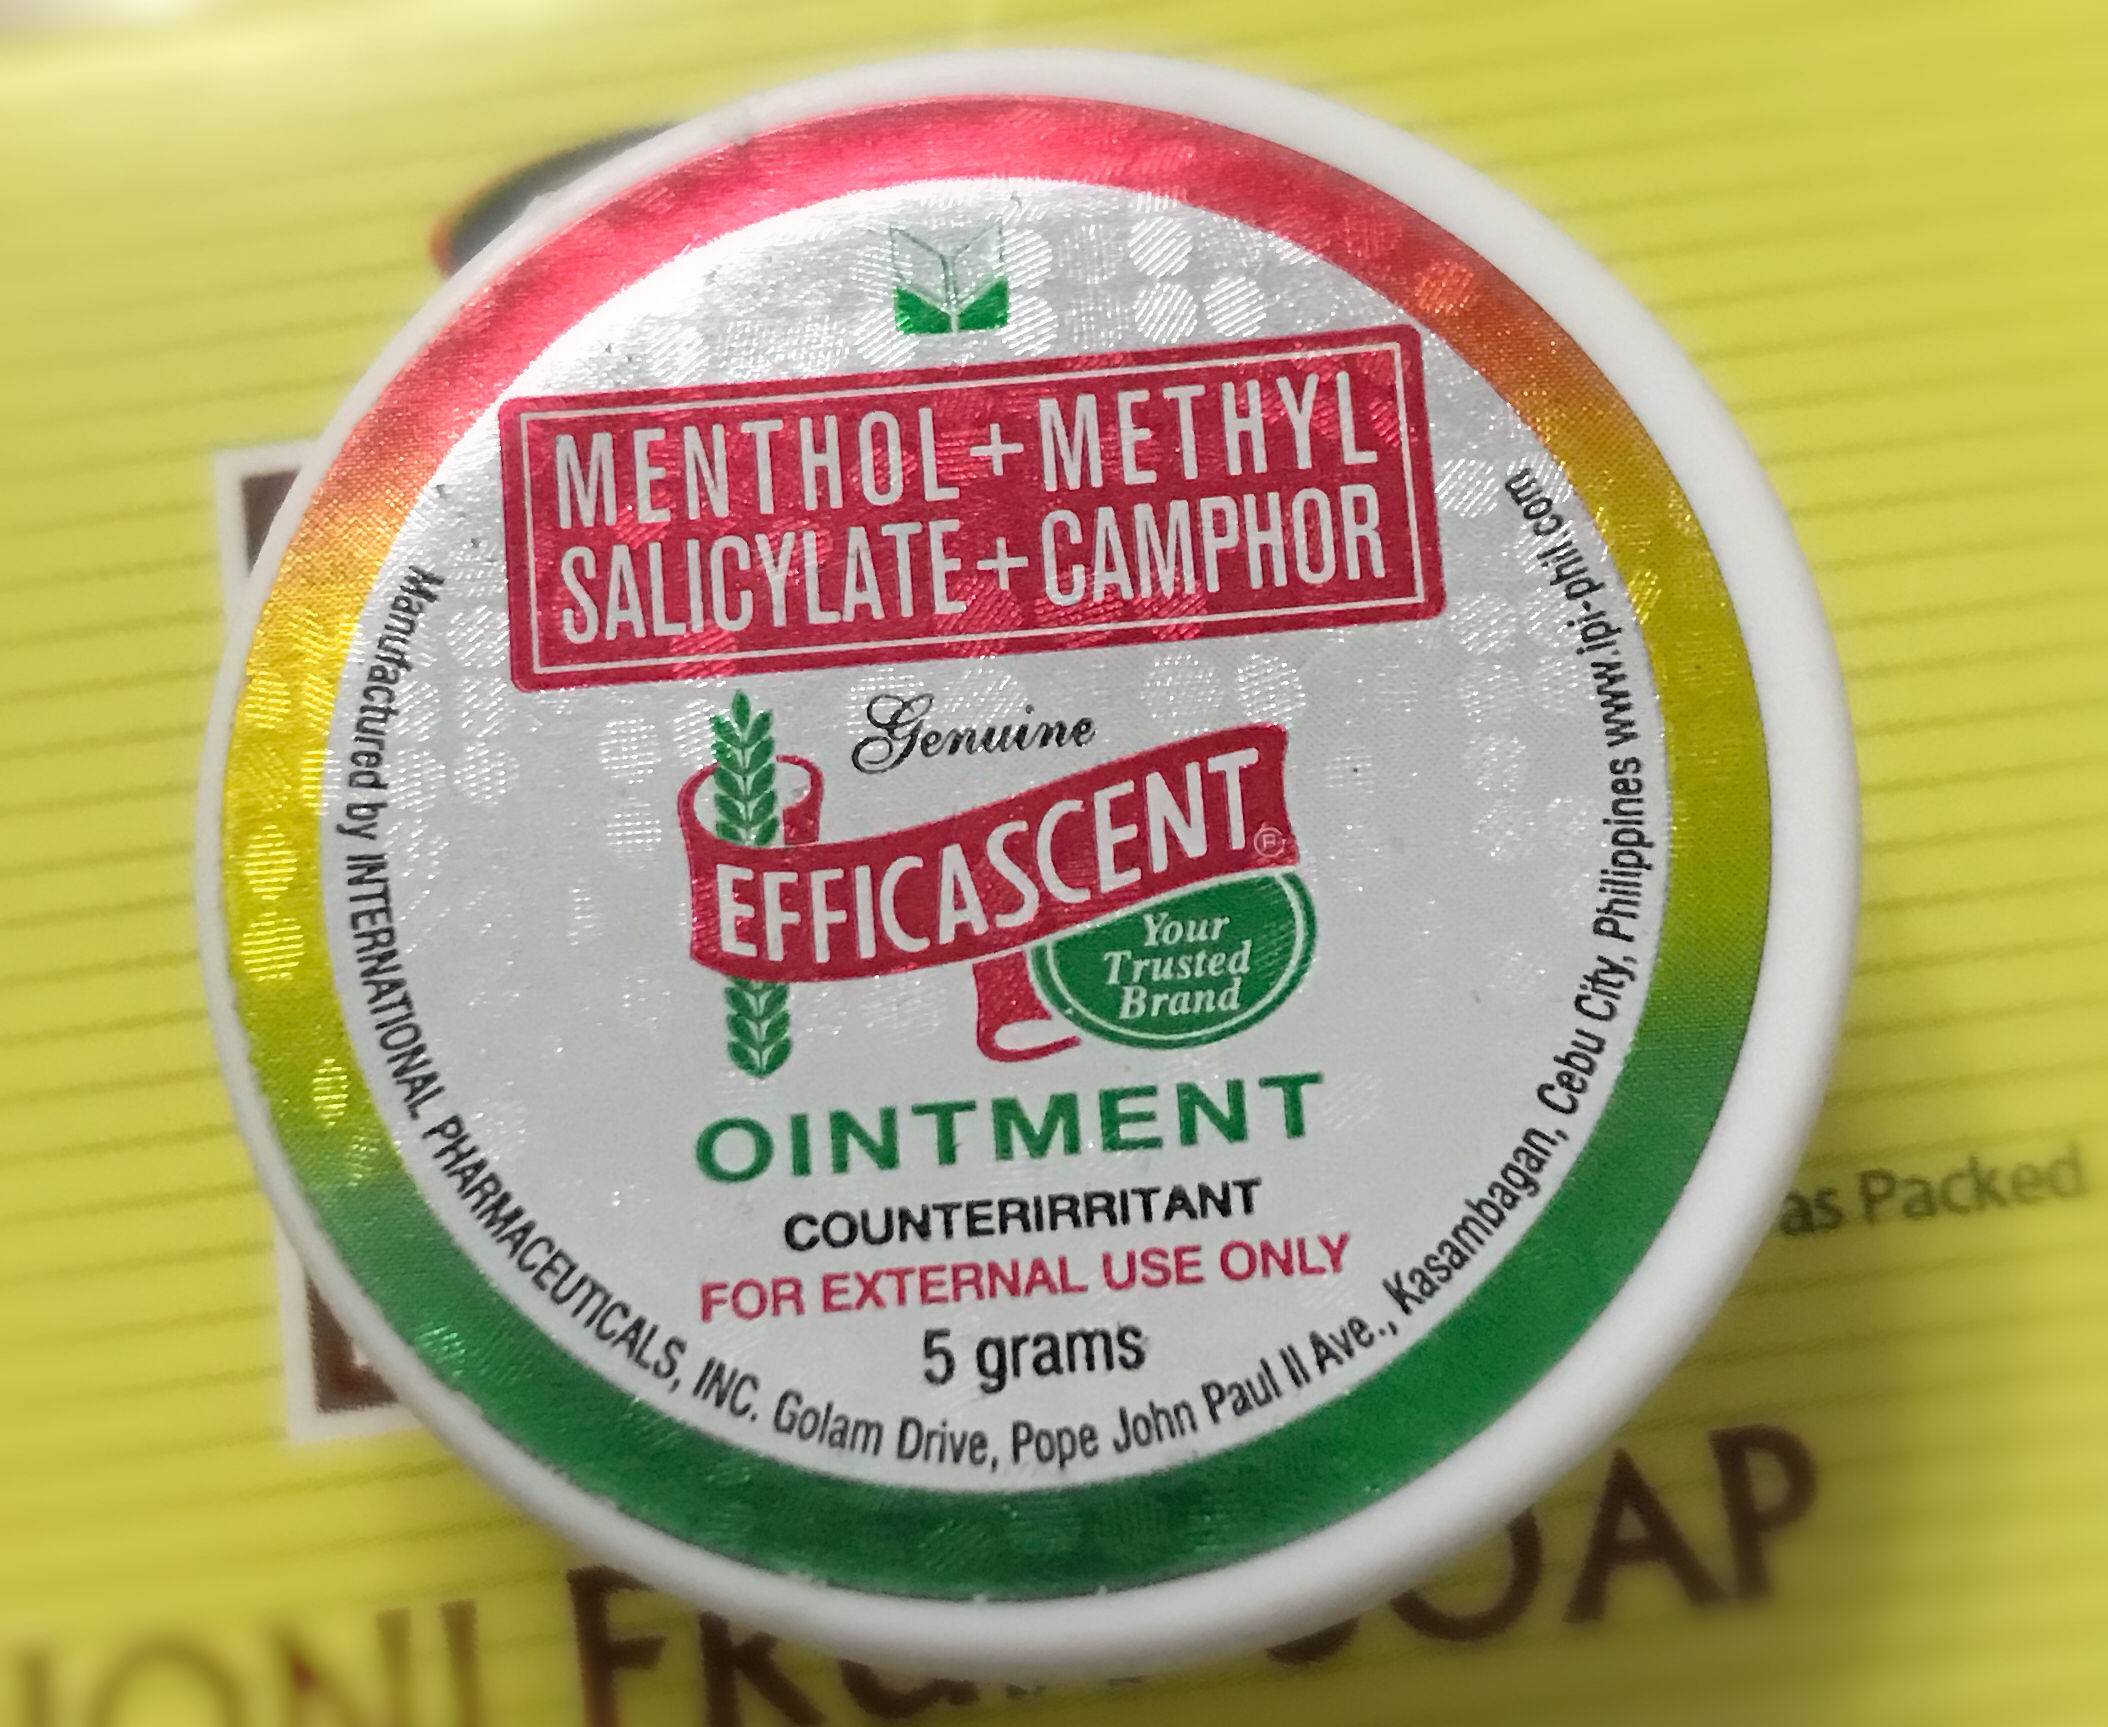 MENTHOL + METHYL
SALICYLATE + CAMPHOR
Genuine
EFFICASCENT®
Your
Trusted
Brand
OINTMENT
COUNTERIRRITANT
FOR EXTERNAL USE ONLY
5 grams
Manufactured by INTERNATIONAL PHARMACEUTICALS, INC. Golam Drive, Pope John Paul II Ave., Kasambagan, Cebu City, Philippines www.ipi-phil.com
as Packed
SOAP